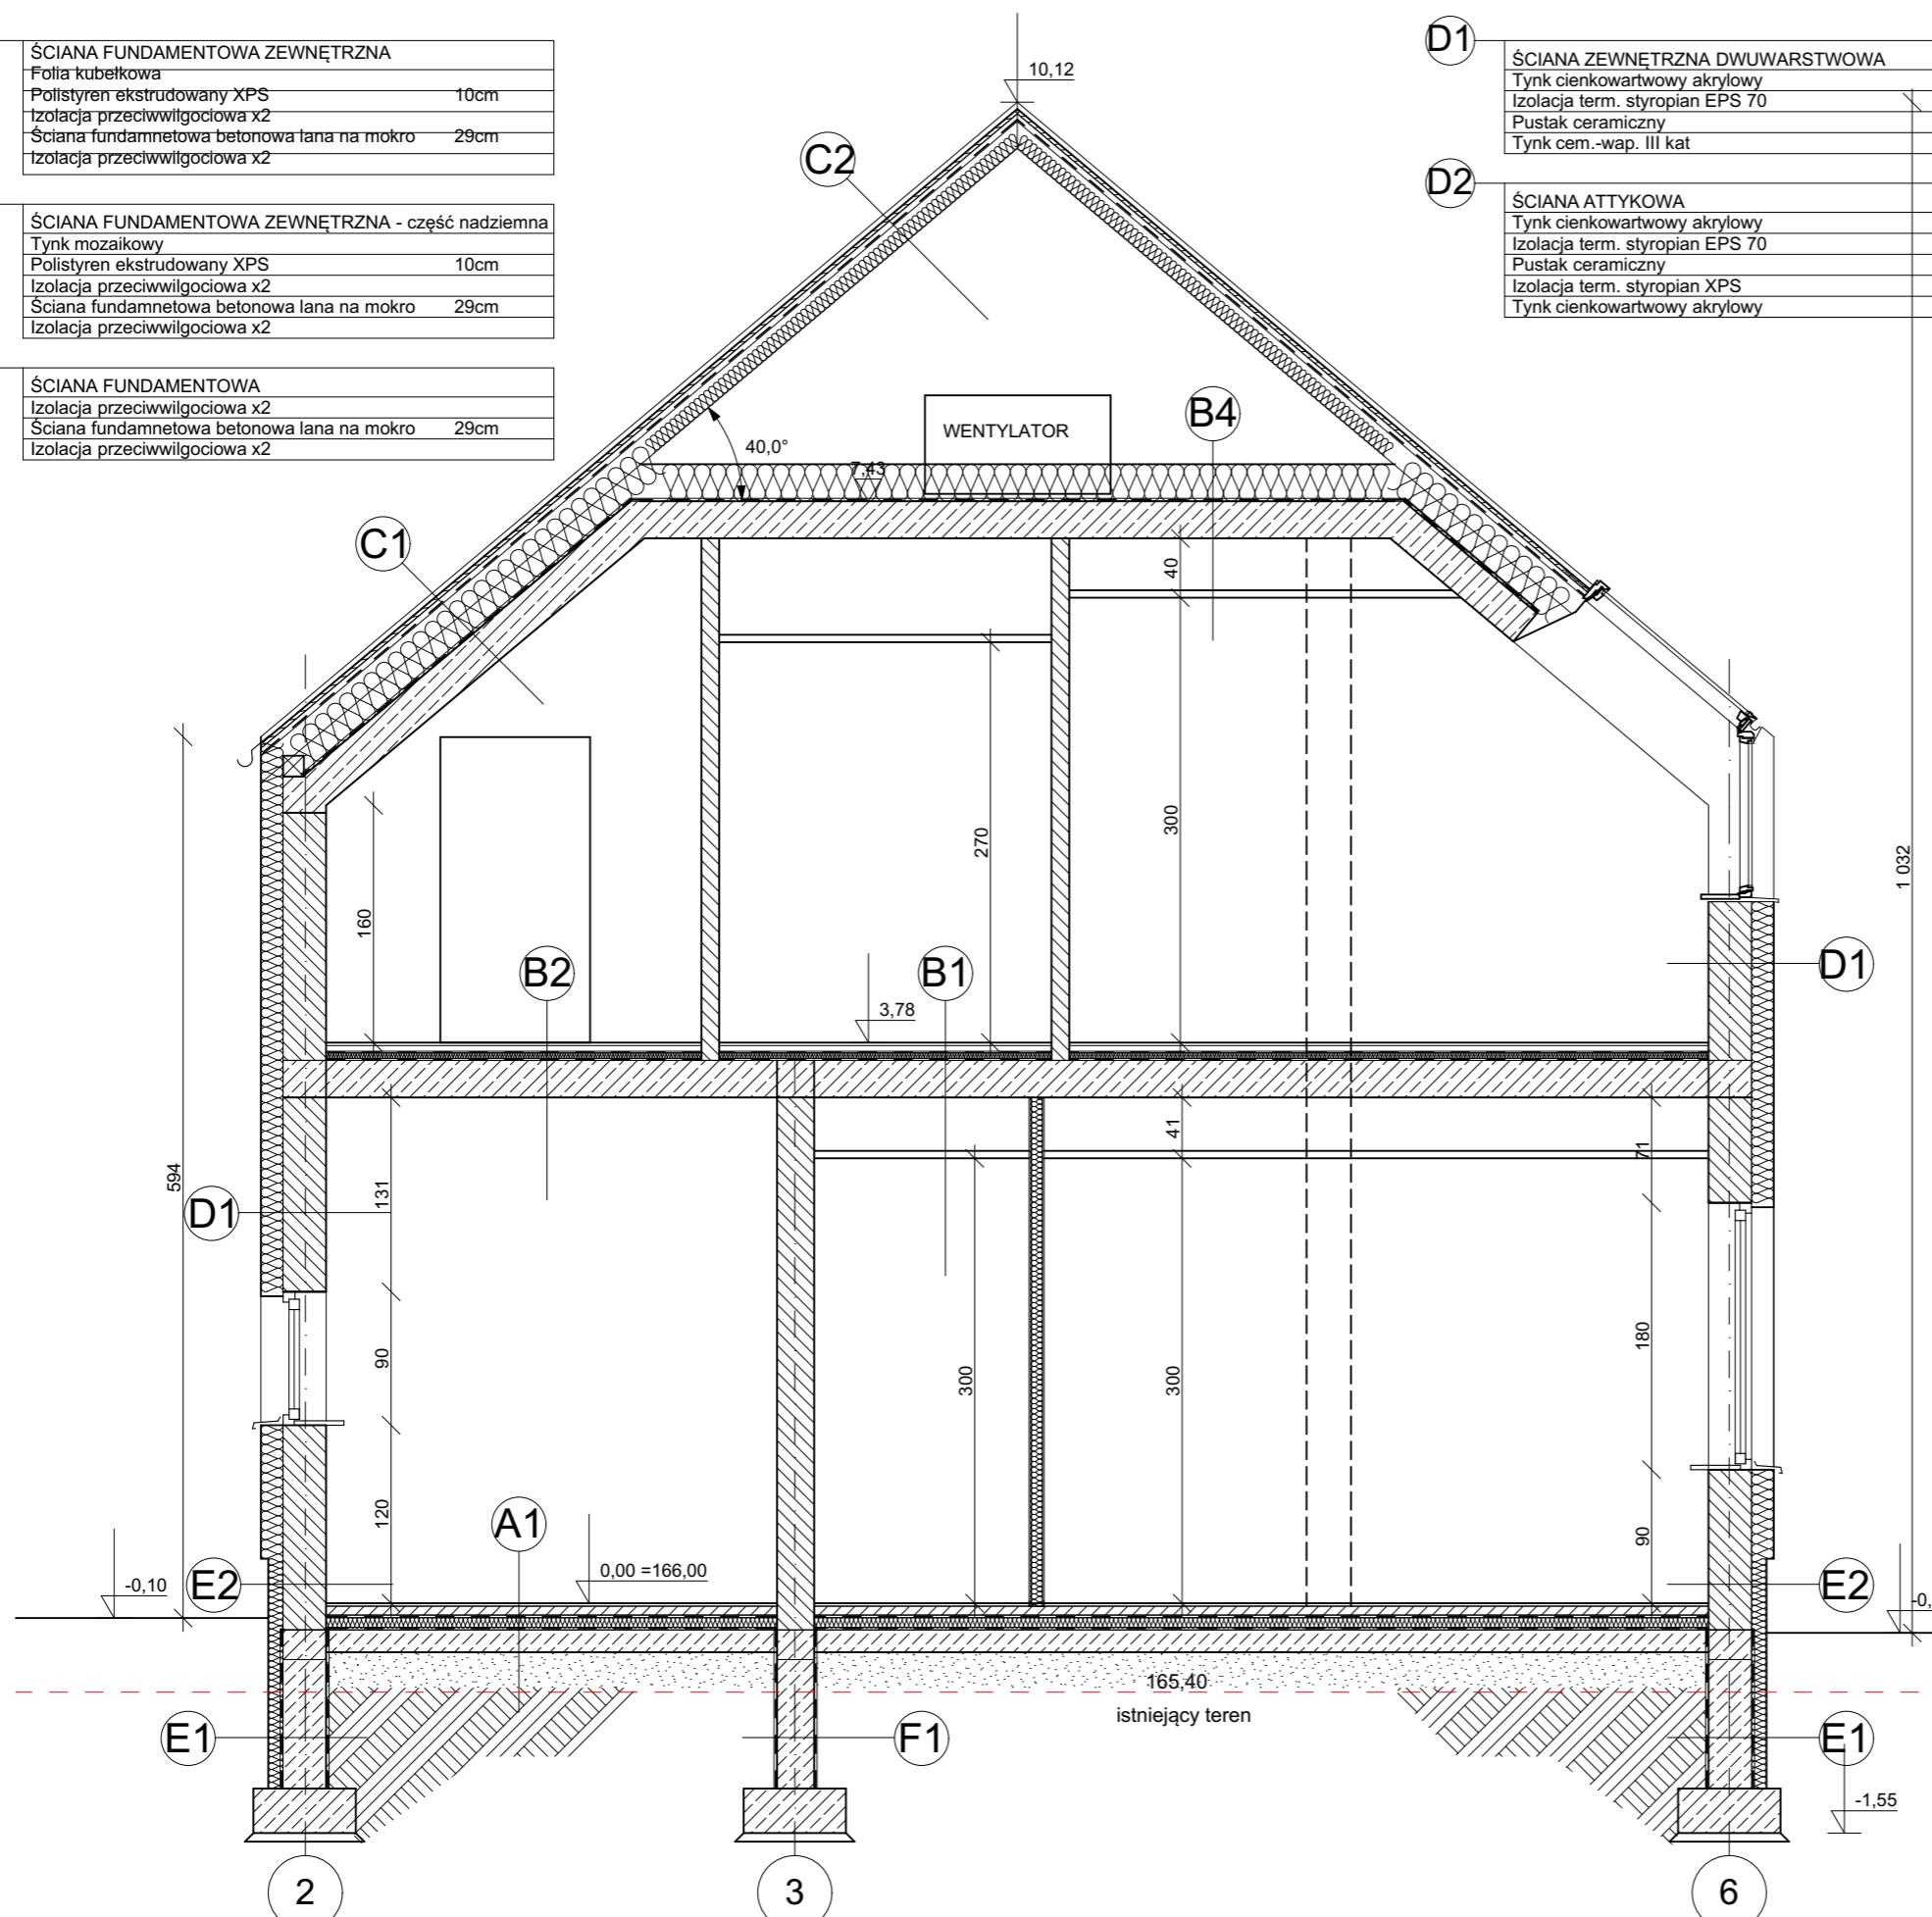 ŚCIANA FUNDAMENTOWA ZEWNĘTRZNA
Folia kubełkowa
Polistyren ekstrudowany XPS 10cm
Izolacja przeciwwilgociowa x2
Ściana fundamnetowa betonowa lana na mokro 29cm
Izolacja przeciwwilgociowa x2
ŚCIANA FUNDAMENTOWA ZEWNĘTRZNA - część nadziemna
Tynk mozaikowy
Polistyren ekstrudowany XPS 10cm
Izolacja przeciwwilgociowa x2
Ściana fundamnetowa betonowa lana na mokro 29cm
Izolacja przeciwwilgociowa x2
ŚCIANA FUNDAMENTOWA
Izolacja przeciwwilgociowa x2
Ściana fundamnetowa betonowa lana na mokro 29cm
Izolacja przeciwwilgociowa x2
D1
ŚCIANA ZEWNĘTRZNA DWUWARSTWOWA
Tynk cienkowartwowy akrylowy
Izolacja term. styropian EPS 70
Pustak ceramiczny
Tynk cem.-wap. III kat
D2
ŚCIANA ATTYKOWA
Tynk cienkowartwowy akrylowy
Izolacja term. styropian EPS 70
Pustak ceramiczny
Izolacja term. styropian XPS
Tynk cienkowartwowy akrylowy
10,12
C2
WENTYLATOR
B4
40,0°
7,43
C1
40
300
270
160
1 032
B2
B1
D1
3,78
594
131
41
71
D1
90
300
300
180
120
90
A1
0,00 =166,00
-0,10
E2
E2
-0,
165,40
istniejący teren
E1
F1
E1
-1,55
2
3
6